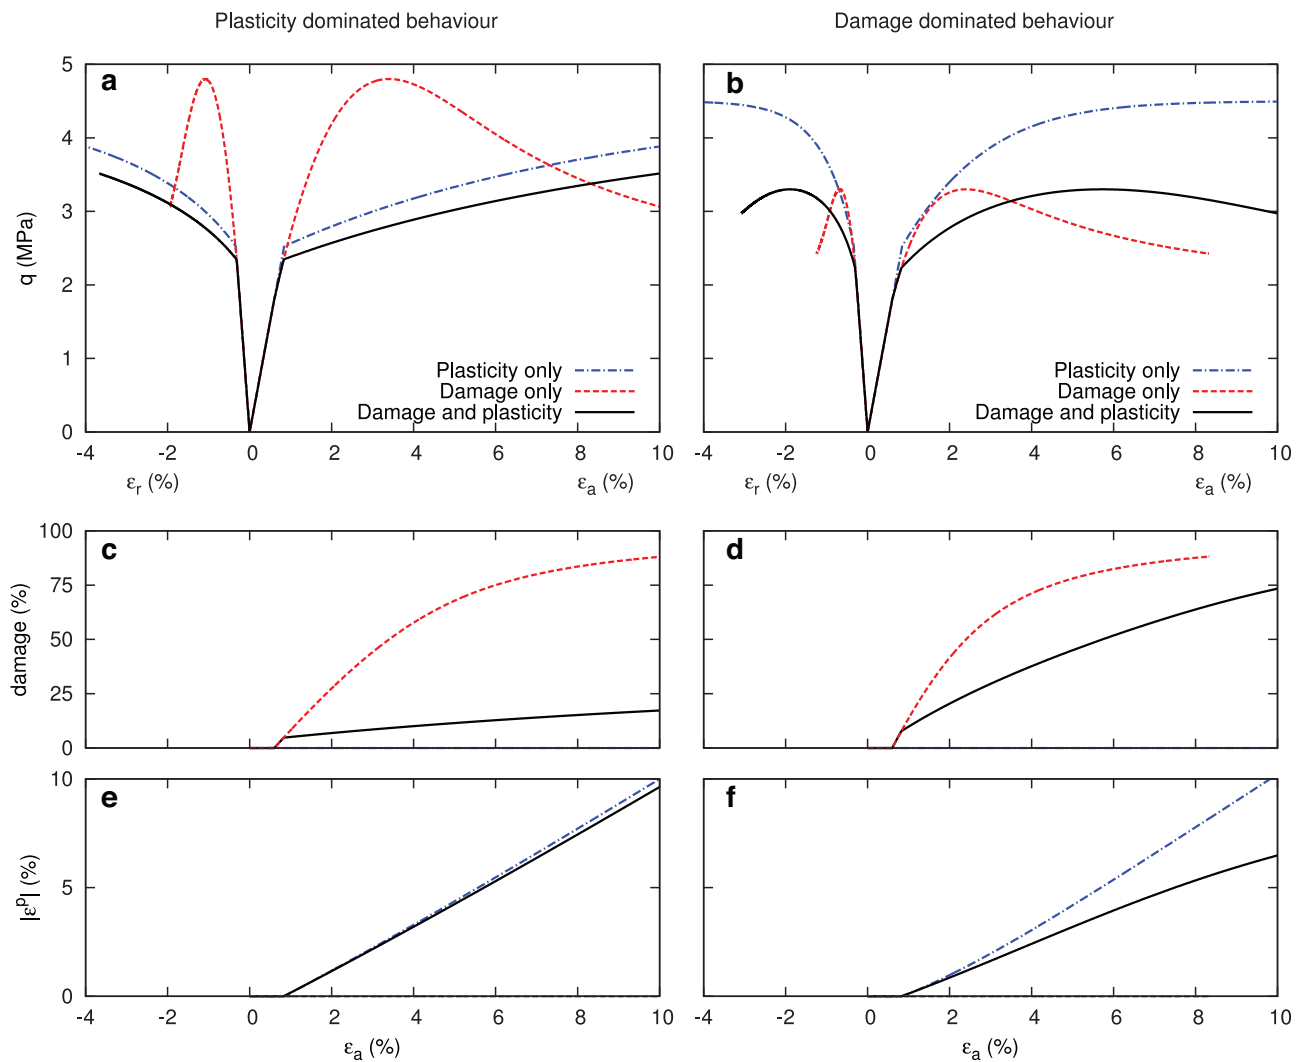 Plasticity dominated behaviour
Damage dominated behaviour
a
5
4
3
2
1
0
q (MPa)
Plasticity only
Damage only
Damage and plasticity
-4 -2 0 2 4 6 8 10
εr (%) εa (%)
b
Plasticity only
Damage only
Damage and plasticity
-4 -2 0 2 4 6 8 10
εr (%) εa (%)
c
100
75
50
25
0
damage (%)
d
e
10
5
0
|εp| (%)
-4 -2 0 2 4 6 8 10
εa (%)
f
-4 -2 0 2 4 6 8 10
εa (%)